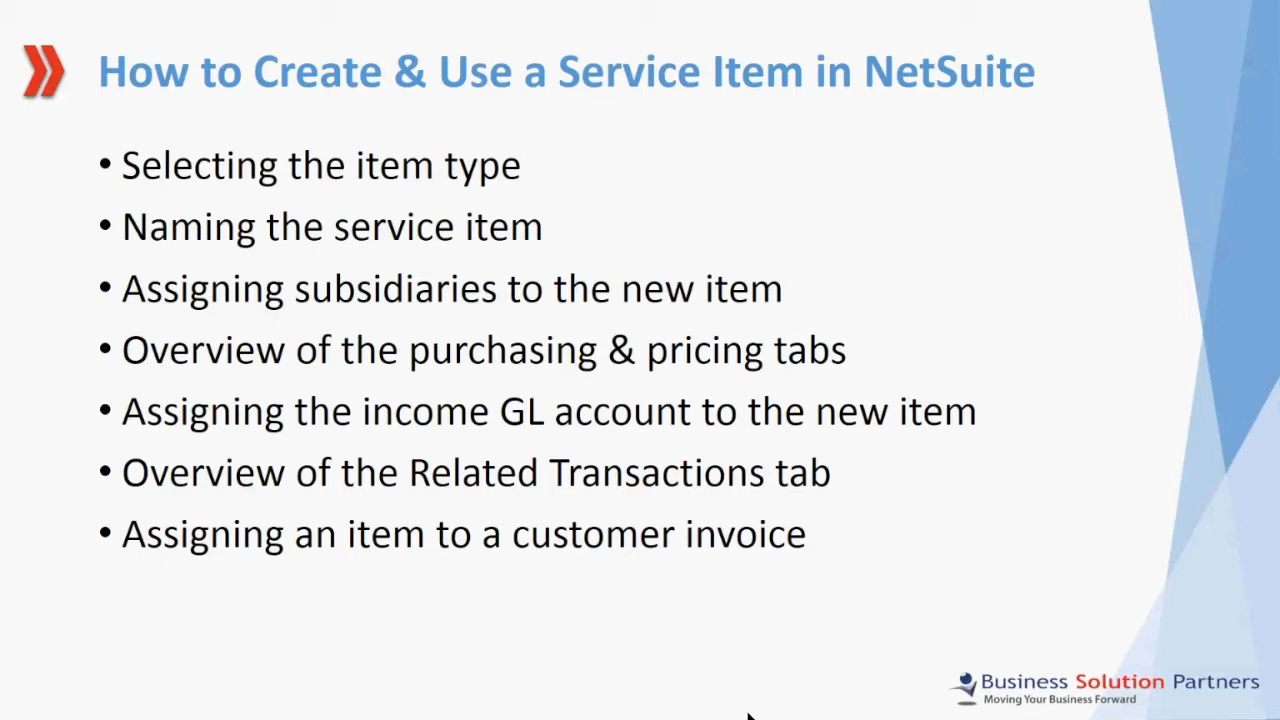 How to Create & Use a Service Item in NetSuite
• Selecting the item type
• Naming the service item
• Assigning subsidiaries to the new item
• Overview of the purchasing & pricing tabs
• Assigning the income GL account to the new item
• Overview of the Related Transactions tab
• Assigning an item to a customer invoice
Business Solution Partners
Moving Your Business Forward